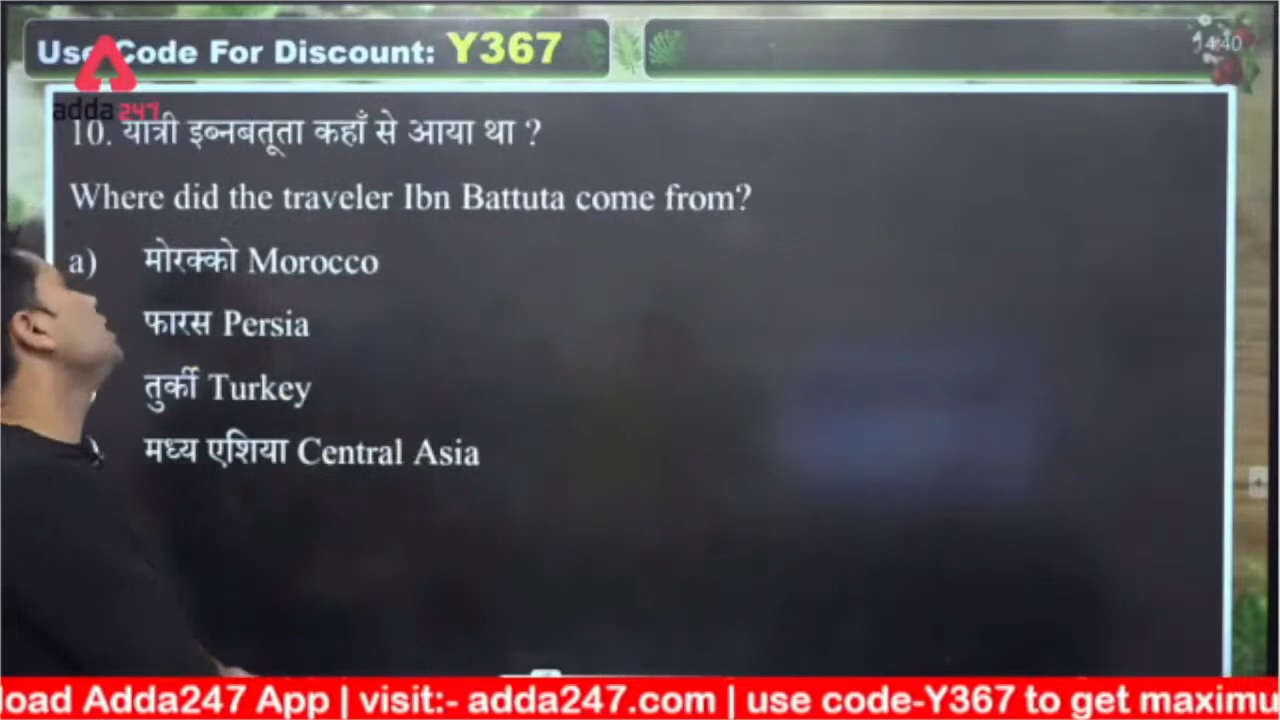 Use Code For Discount: Y367
14:40
adda247
10. यात्री इब्नबतूता कहाँ से आया था ?
Where did the traveler Ibn Battuta come from?
a) मोरक्को Morocco
फारस Persia
तुर्की Turkey
मध्य एशिया Central Asia
load Adda247 App | visit:- adda247.com | use code-Y367 to get maximu